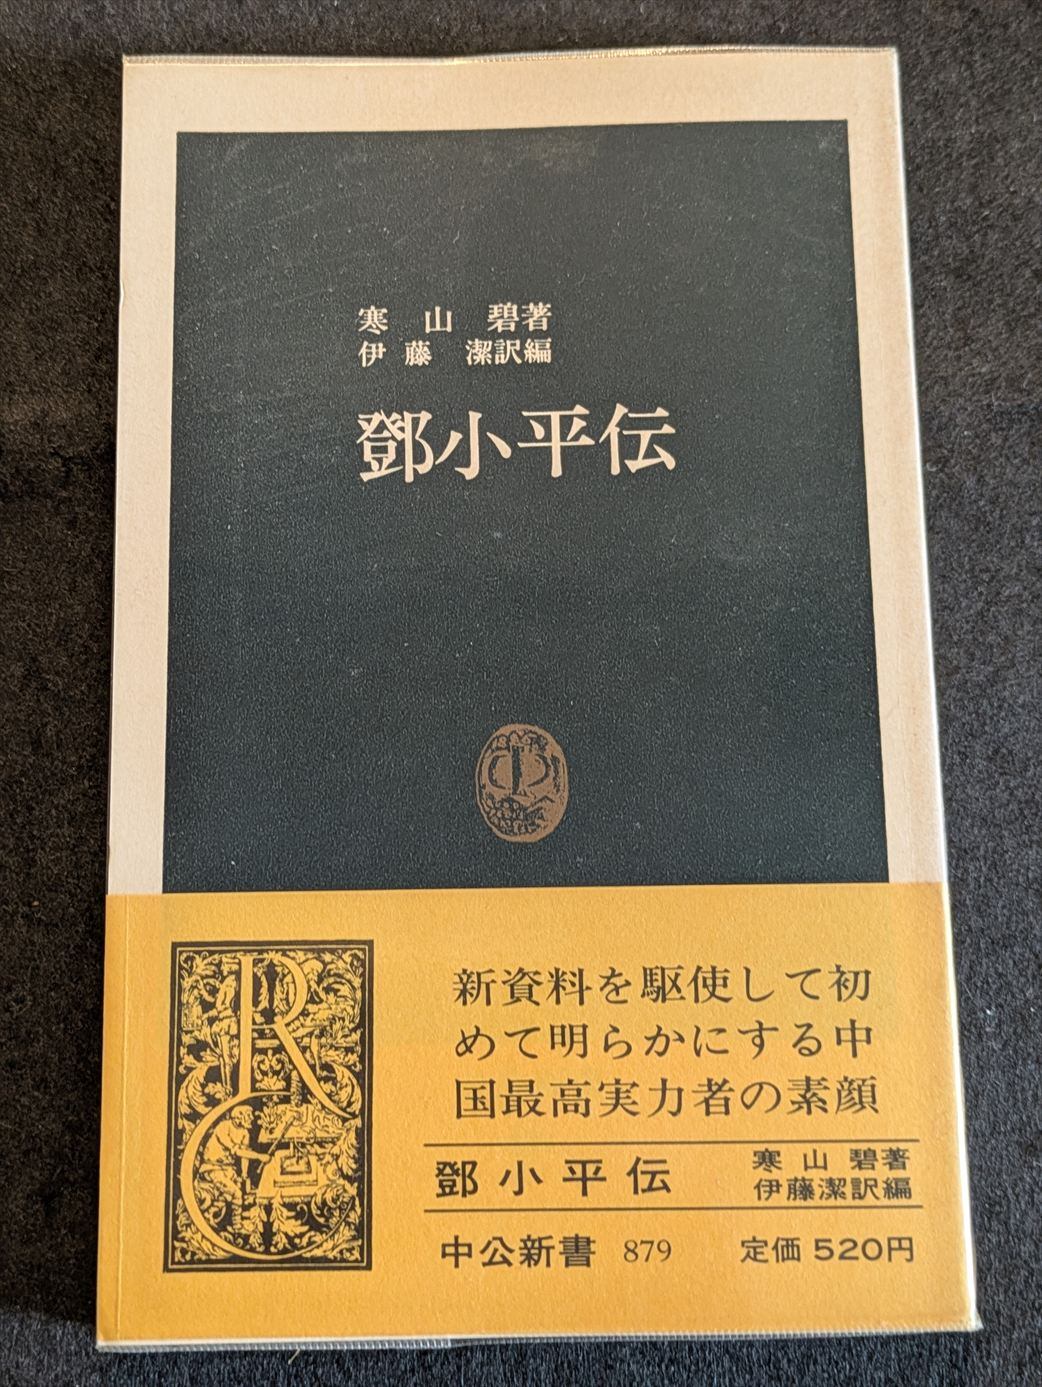 寒山碧著
伊藤潔訳編
鄧小平伝
新資料を駆使して初
めて明らかにする中
国最高実力者の素顔
鄧小平伝
寒山碧著
伊藤潔訳編
中公新書 879
定価520円